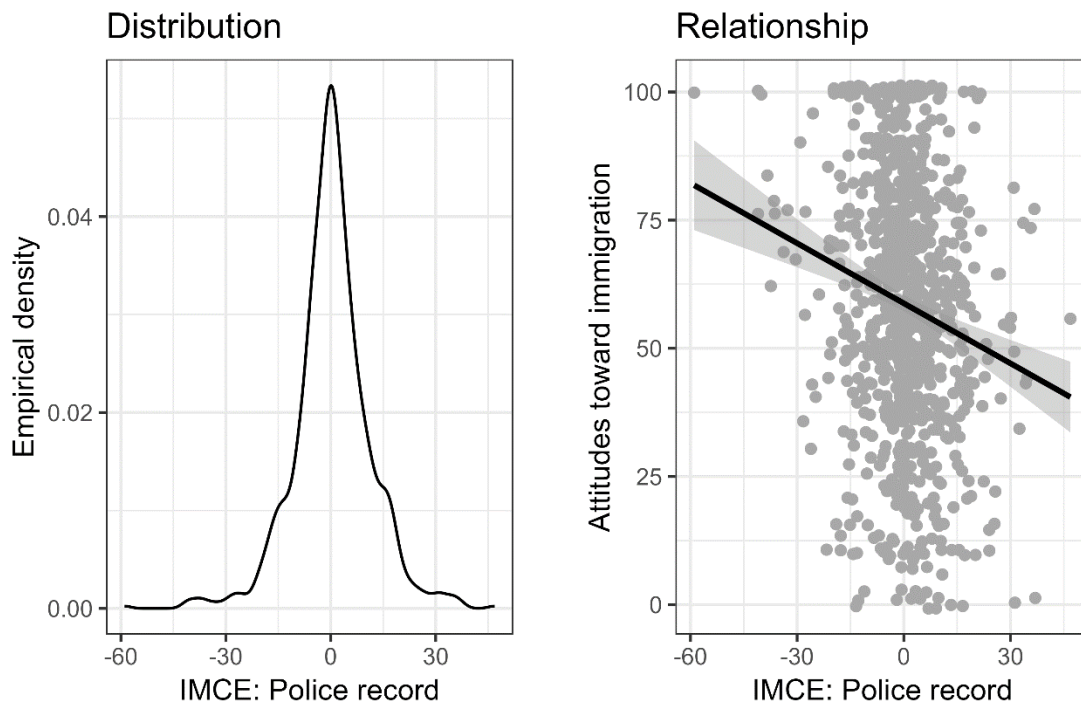 Distribution
Empirical density
0.04
0.02
0.00
-60
-30
0
30
IMCE: Police record
Relationship
Attitudes toward immigration
100
75
50
25
0
-60
-30
0
30
IMCE: Police record